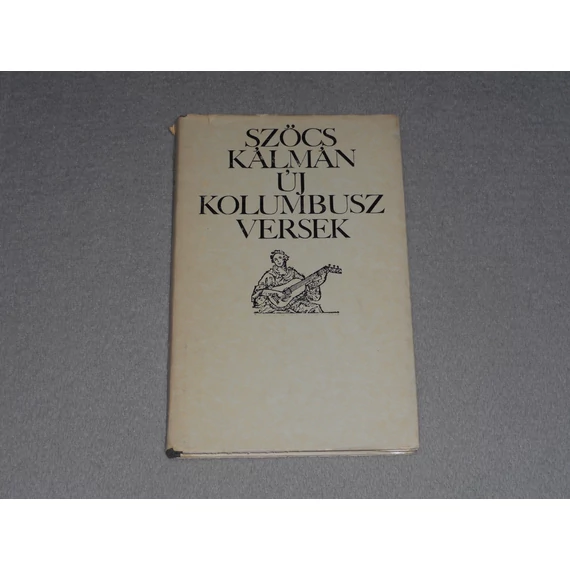 SZŐCS
KÁLMÁN
ÚJ
KOLUMBUSZ
VERSEK